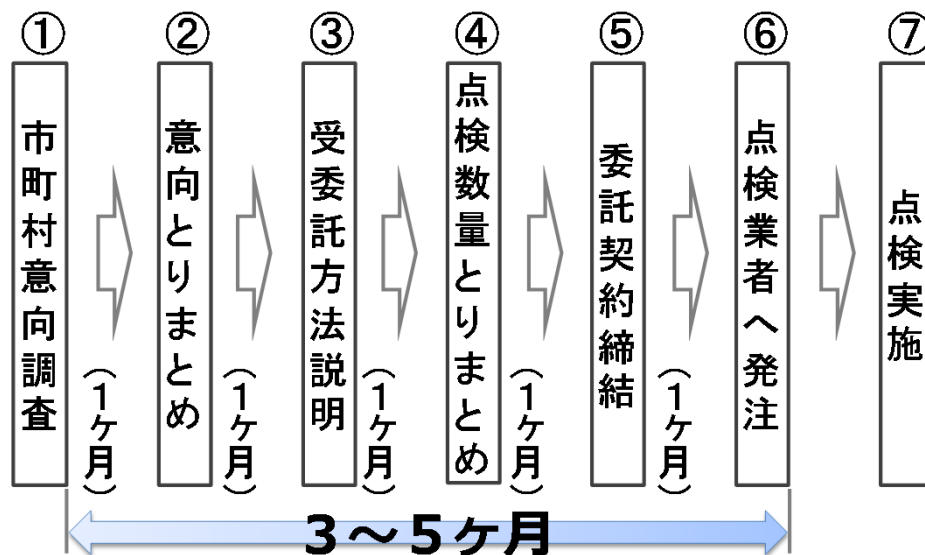 ①
市町村意向調査
(1ヶ月)
②
意向とりまとめ
(1ヶ月)
③
受委託方法説明
(1ヶ月)
④
点検数量とりまとめ
(1ヶ月)
⑤
委託契約締結
(1ヶ月)
⑥
点検業者へ発注
⑦
点検実施
3～5ヶ月